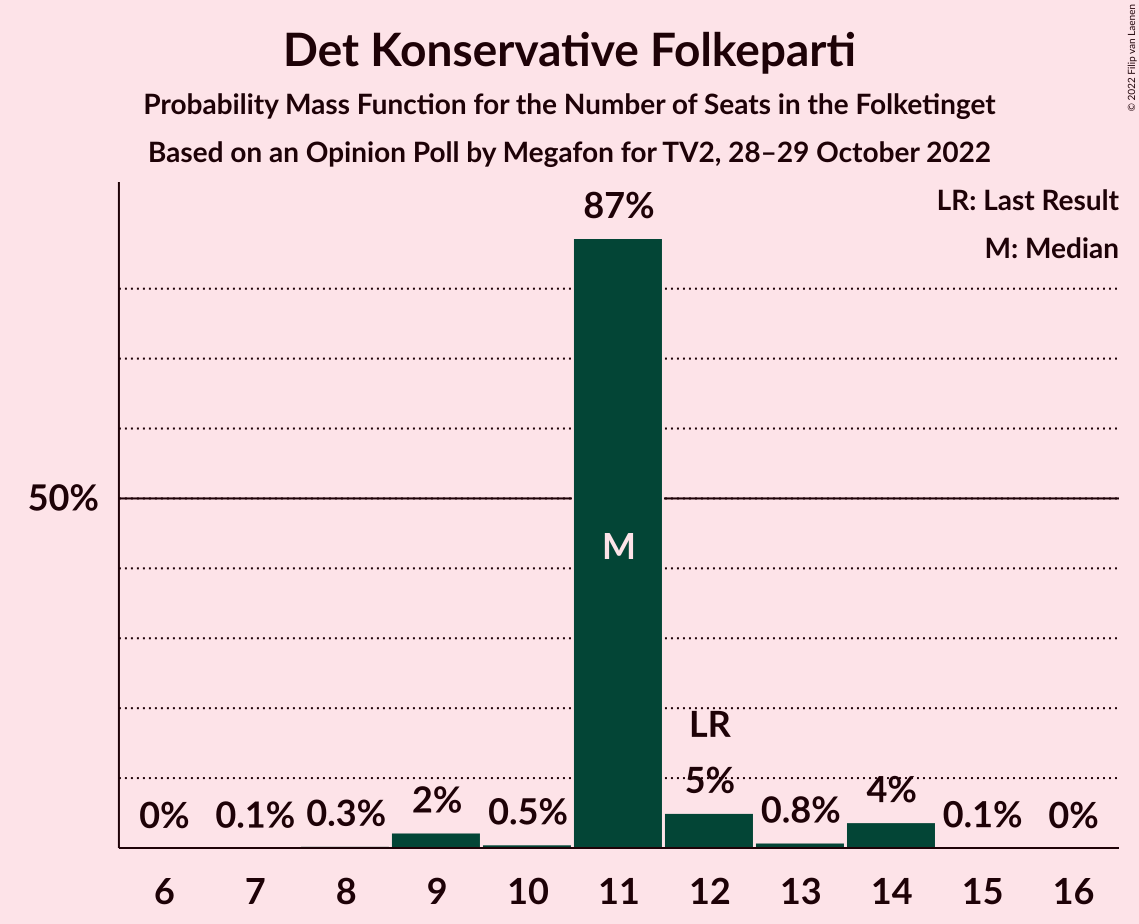 Det Konservative Folkeparti
Probability Mass Function for the Number of Seats in the Folketinget
Based on an Opinion Poll by Megafon for TV2, 28–29 October 2022
© 2022 Filip van Laenen
LR: Last Result
M: Median
87%
50%
M
LR
0% 0.1% 0.3% 2% 0.5% 5% 0.8% 4% 0.1% 0%
6 7 8 9 10 11 12 13 14 15 16